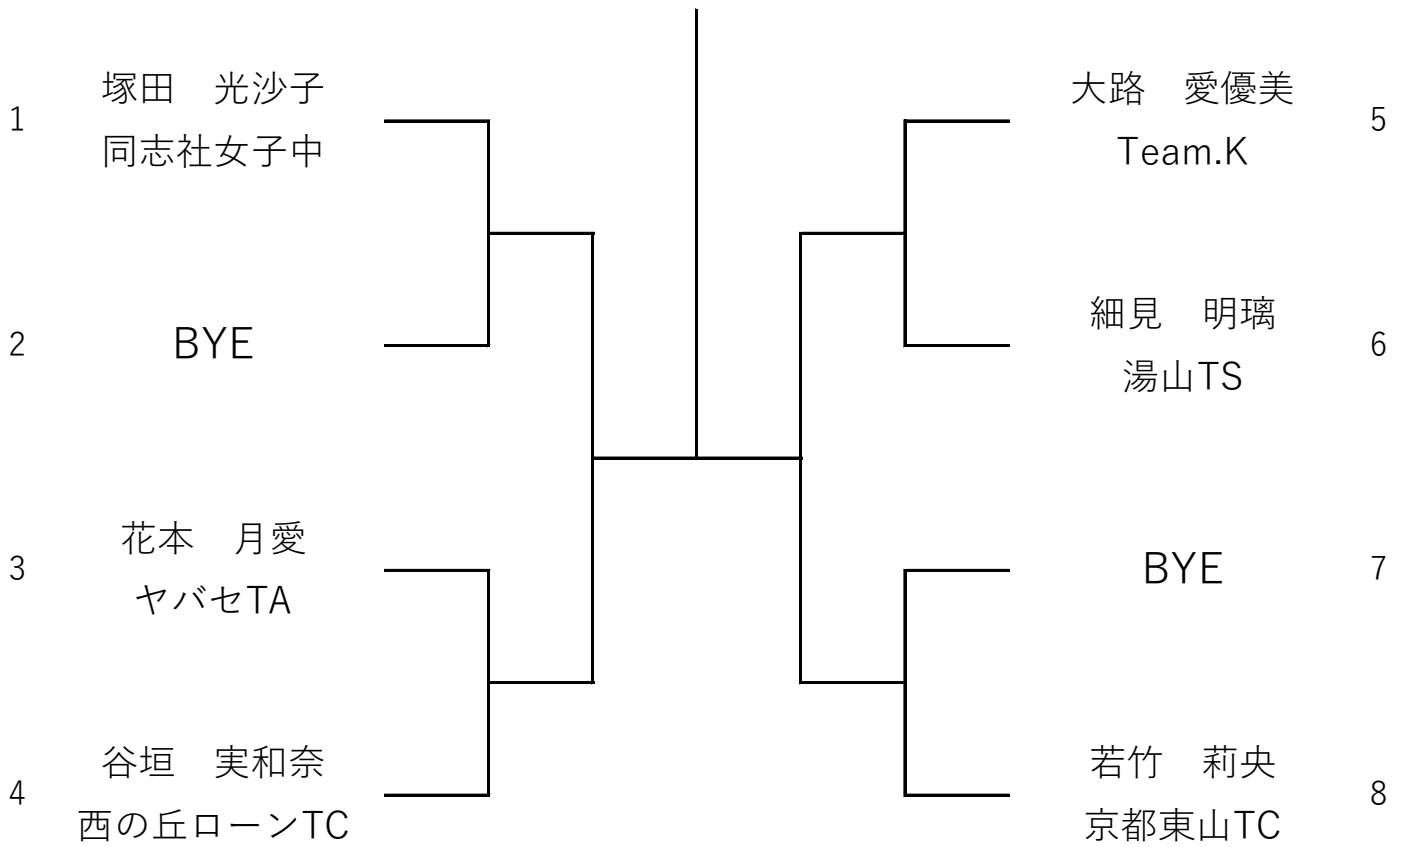 1
塚田　光沙子
同志社女子中
2
BYE
3
花本　月愛
ヤバセTA
4
谷垣　実和奈
西の丘ローンTC
大路　愛優美
Team.K
5
細見　明璃
湯山TS
6
BYE
7
若竹　莉央
京都東山TC
8